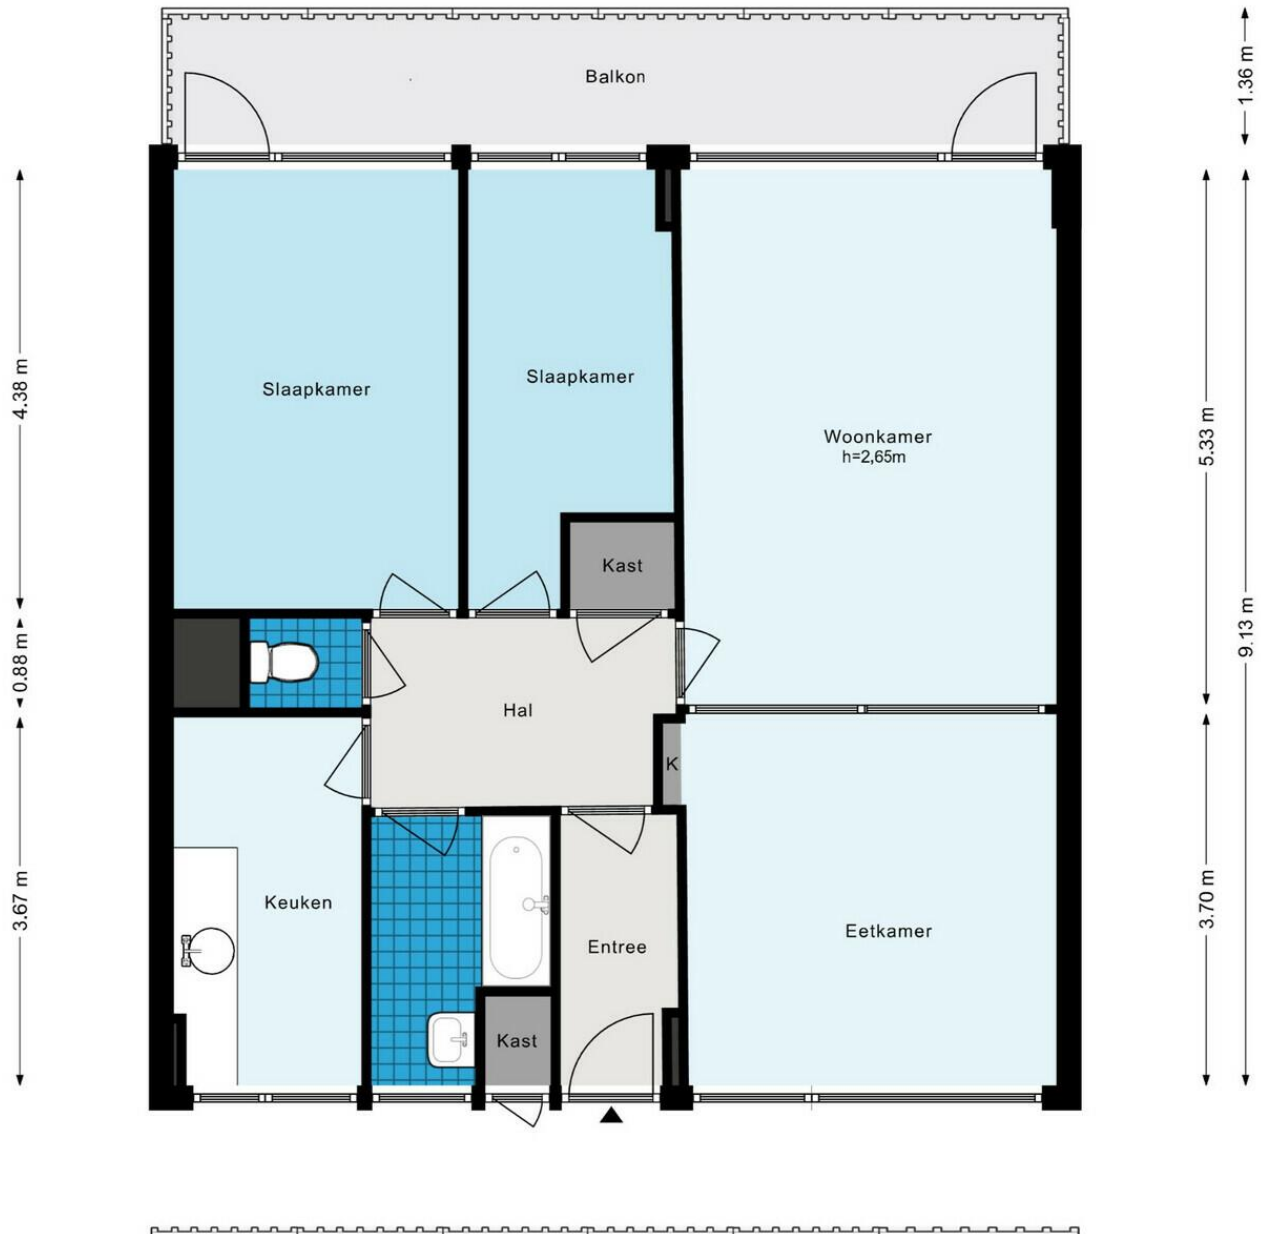 Balkon
1.36 m
Slaapkamer
Slaapkamer
Woonkamer
h=2,65m
4.38 m
5.33 m
9.13 m
Kast
0.88 m
Hal
K
Keuken
3.67 m
Entree
Eetkamer
3.70 m
Kast